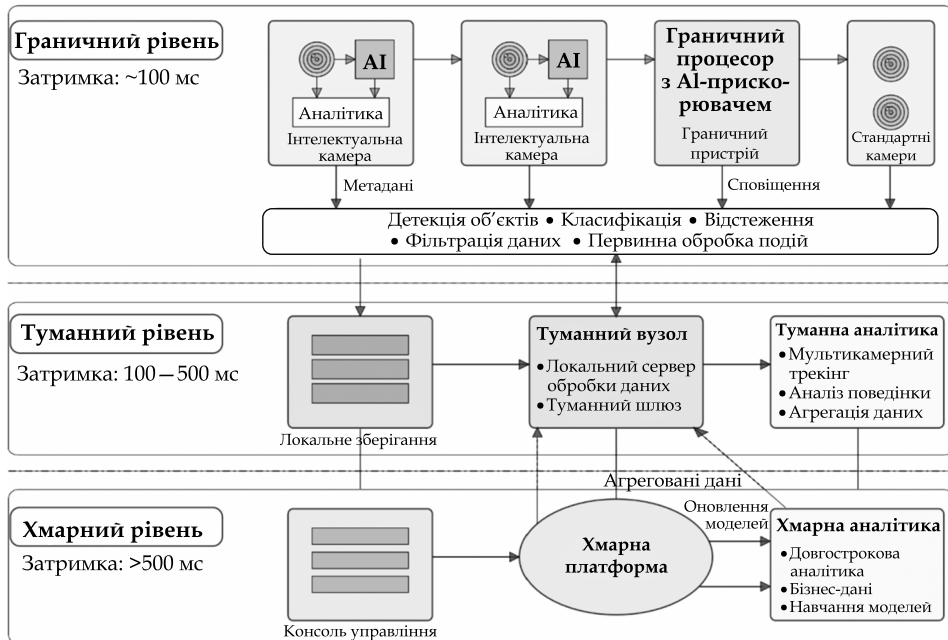 Граничний рівень
Затримка: ~100 мс
AI
Аналітика
Інтелектуальна
камера
AI
Аналітика
Інтелектуальна
камера
Граничний
процесор
з AI-приско-
рювачем
Граничний
пристрій
Стандартні
камери
Метадані
Сповіщення
Детекція об’єктів • Класифікація • Відстеження
• Фільтрація даних • Первинна обробка подій
Туманний рівень
Затримка: 100—500 мс
Локальне зберігання
Туманний вузол
• Локальний сервер
обробки даних
• Туманний шлюз
Туманна аналітика
• Мультикамерний
трекінг
• Аналіз поведінки
• Агрегація даних
Агреговані дані
Хмарний рівень
Затримка: >500 мс
Консоль управління
Хмарна
платформа
Оновлення
моделей
Хмарна аналітика
• Довгострокова
аналітика
• Бізнес-дані
• Навчання моделей